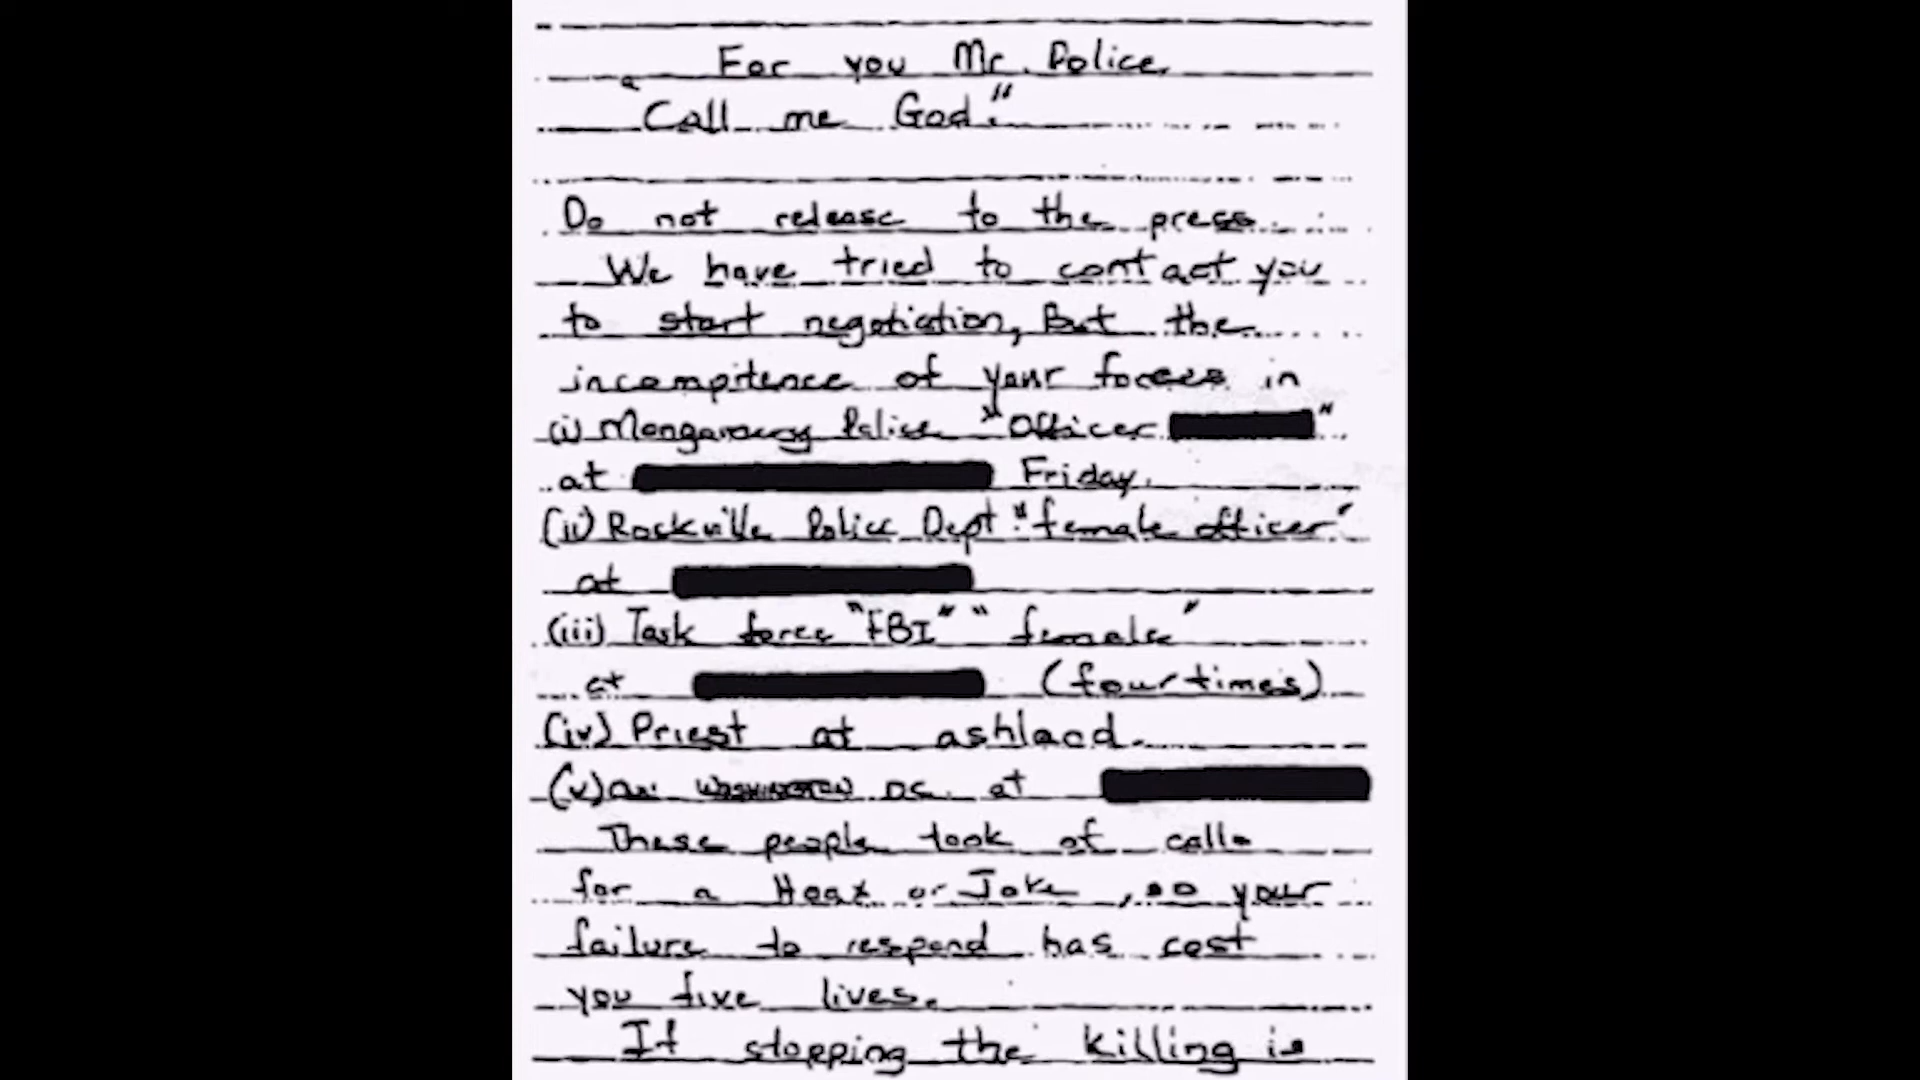 For you Mr. Police
"Call me God."
Do not release to the press.
We have tried to contact you
to start negotiation, But the
incompitence of your forces in
(i) Mongomery Police "Officer "
at Friday.
(ii) Rockville Police Dept. "female officer"
at
(iii) Task force "FBI" "female"
at (four times)
(iv) Priest at ashland.
(v) WASHINGTON DC at
These people took of calls
for a Hoax or Joke, so your
failure to respond has cost
you five lives.
If stopping the killing is